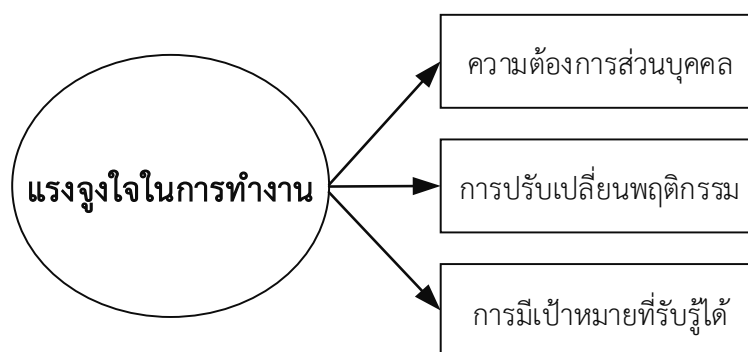 ความต้องการส่วนบุคคล
แรงจูงใจในการทำงาน
การปรับเปลี่ยนพฤติกรรม
การมีเป้าหมายที่รับรู้ได้